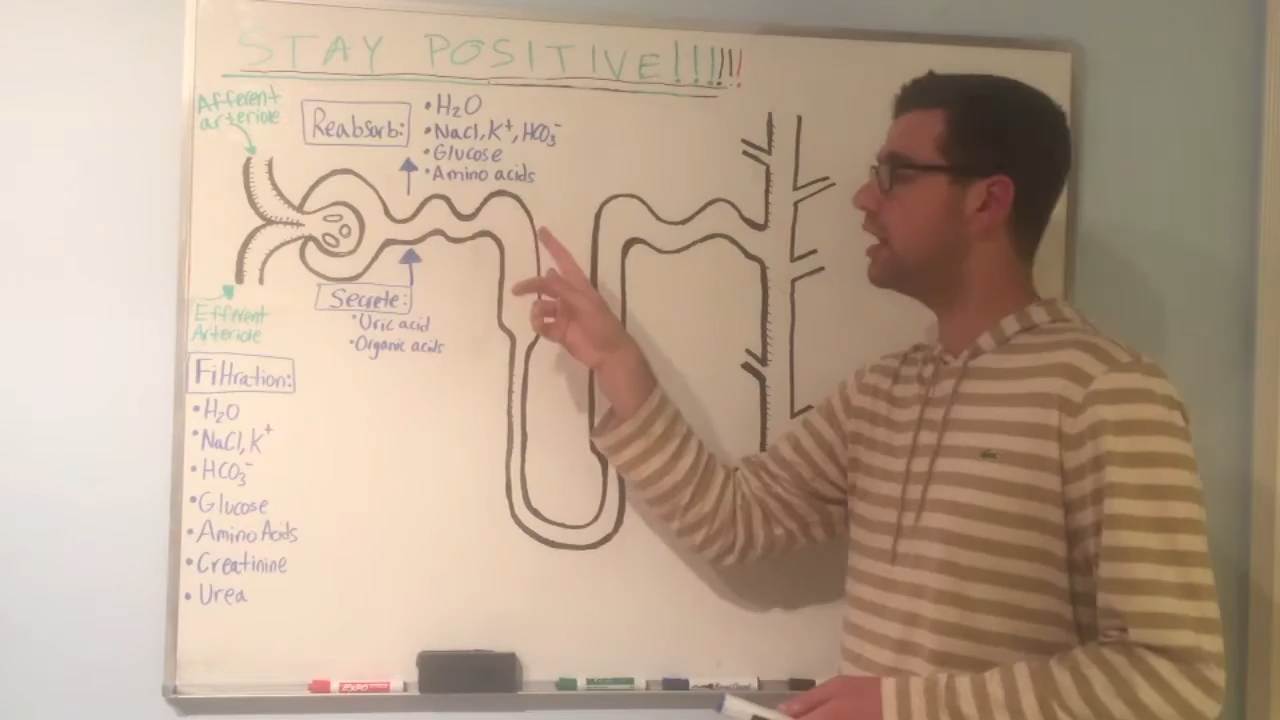 STAY POSITIVE!!!!!!!
Afferent
arteriole
Reabsorb:
• H₂O
• NaCl, K⁺, HCO₃⁻
• Glucose
• Amino acids
Secrete:
• Uric acid
• Organic acids
Efferent
Arteriole
Filtration:
• H₂O
• NaCl, K⁺
• HCO₃⁻
• Glucose
• Amino Acids
• Creatinine
• Urea
EXPO